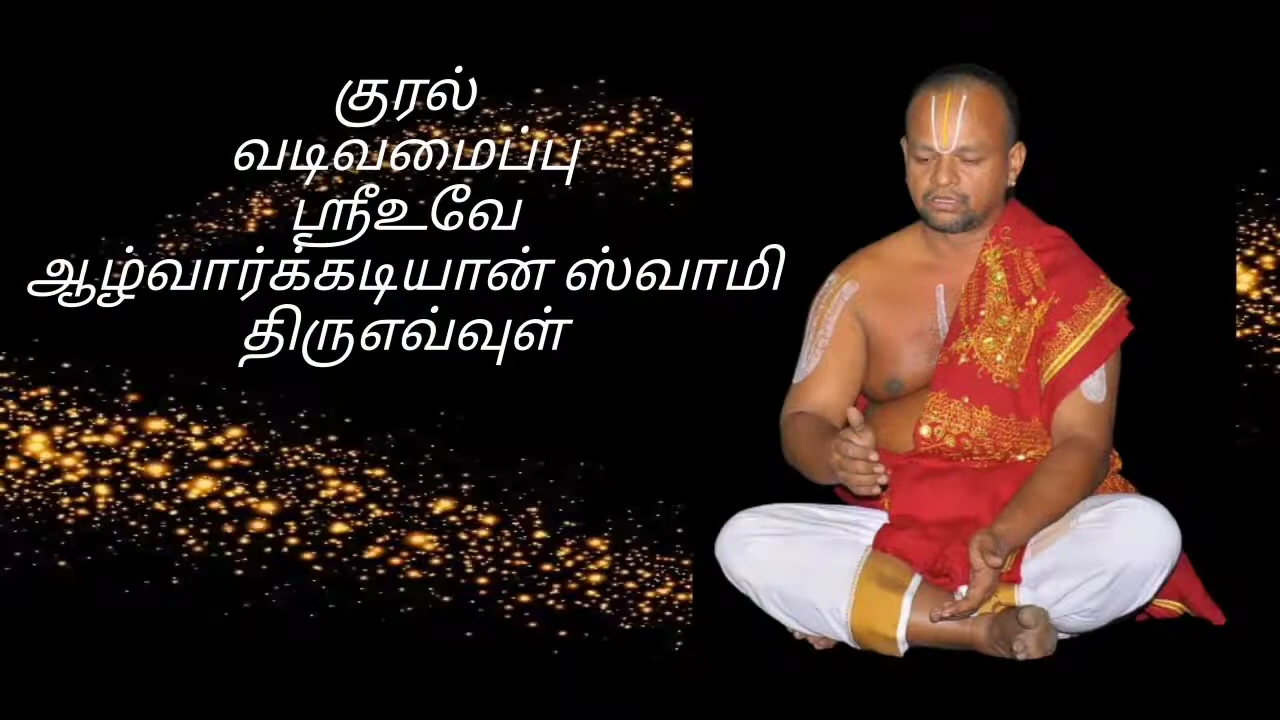 குரல்
வடிவமைப்பு
ஸ்ரீஉவே
ஆழ்வார்க்கடியான் ஸ்வாமி
திருஎவ்வுள்